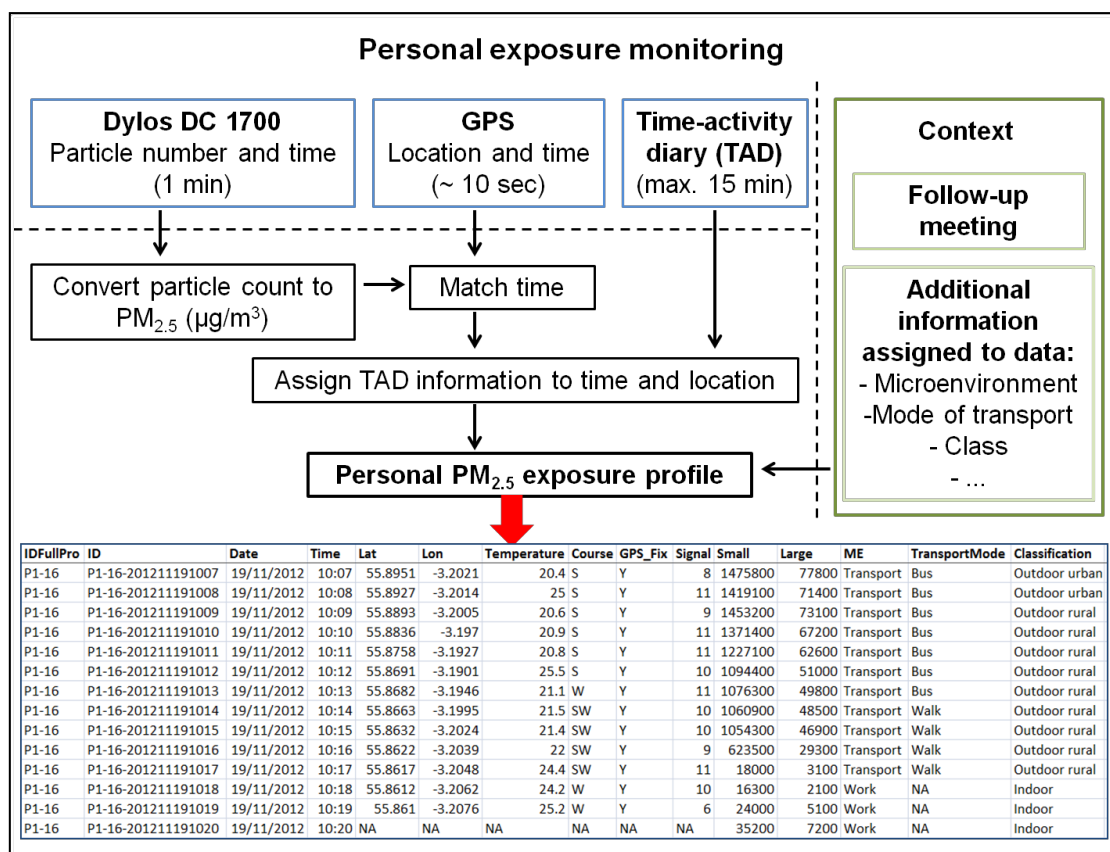 Personal exposure monitoring
Dylos DC 1700
Particle number and time
(1 min)
GPS
Location and time
(~ 10 sec)
Time-activity
diary (TAD)
(max. 15 min)
Context
Follow-up
meeting
Additional
information
assigned to data:
- Microenvironment
-Mode of transport
- Class
- ...
Convert particle count to
PM2.5 (µg/m³)
Match time
Assign TAD information to time and location
Personal PM2.5 exposure profile
IDFullPro ID Date Time Lat Lon Temperature Course GPS_Fix Signal Small Large ME TransportMode Classification
P1-16 P1-16-201211191007 19/11/2012 10:07 55.8951 -3.2021 20.4 S Y 8 1475800 77800 Transport Bus Outdoor urban
P1-16 P1-16-201211191008 19/11/2012 10:08 55.8927 -3.2014 25 S Y 11 1419100 71400 Transport Bus Outdoor urban
P1-16 P1-16-201211191009 19/11/2012 10:09 55.8893 -3.2005 20.6 S Y 9 1453200 73100 Transport Bus Outdoor rural
P1-16 P1-16-201211191010 19/11/2012 10:10 55.8836 -3.197 20.9 S Y 11 1371400 67200 Transport Bus Outdoor rural
P1-16 P1-16-201211191011 19/11/2012 10:11 55.8758 -3.1927 20.8 S Y 11 1227100 62600 Transport Bus Outdoor rural
P1-16 P1-16-201211191012 19/11/2012 10:12 55.8691 -3.1901 25.5 S Y 10 1094400 51000 Transport Bus Outdoor rural
P1-16 P1-16-201211191013 19/11/2012 10:13 55.8682 -3.1946 21.1 W Y 11 1076300 49800 Transport Bus Outdoor rural
P1-16 P1-16-201211191014 19/11/2012 10:14 55.8663 -3.1995 21.5 SW Y 10 1060900 48500 Transport Walk Outdoor rural
P1-16 P1-16-201211191015 19/11/2012 10:15 55.8632 -3.2024 21.4 SW Y 10 1054300 46900 Transport Walk Outdoor rural
P1-16 P1-16-201211191016 19/11/2012 10:16 55.8622 -3.2039 22 SW Y 9 623500 29300 Transport Walk Outdoor rural
P1-16 P1-16-201211191017 19/11/2012 10:17 55.8617 -3.2048 24.4 SW Y 11 18000 3100 Transport Walk Outdoor rural
P1-16 P1-16-201211191018 19/11/2012 10:18 55.8612 -3.2062 24.2 W Y 10 16300 2100 Work NA Indoor
P1-16 P1-16-201211191019 19/11/2012 10:19 55.861 -3.2076 25.2 W Y 6 24000 5100 Work NA Indoor
P1-16 P1-16-201211191020 19/11/2012 10:20 NA NA NA NA NA NA 35200 7200 Work NA Indoor